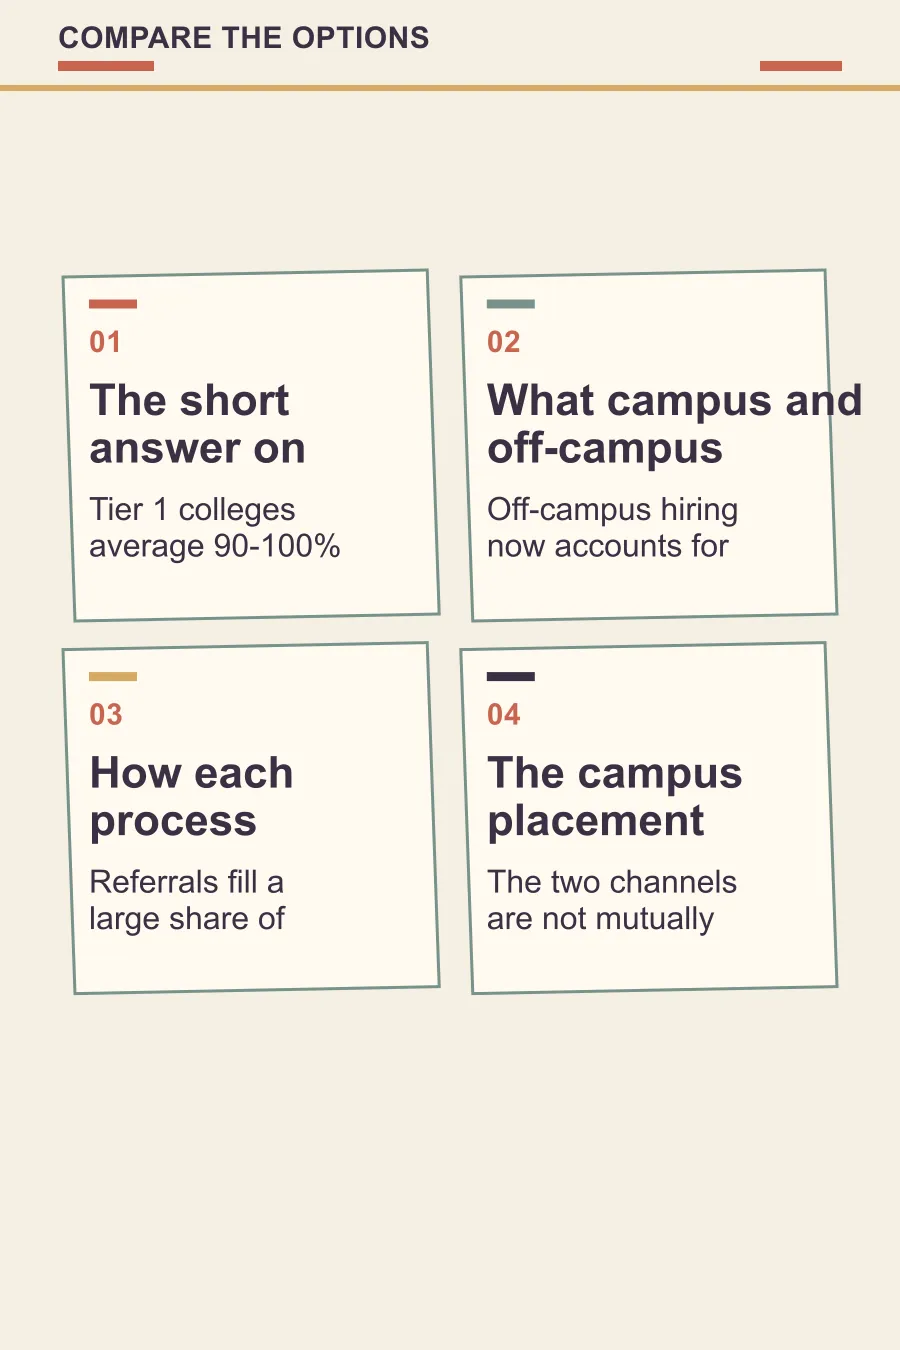 COMPARE THE OPTIONS
01
The short
answer on
Tier 1 colleges
average 90-100%
02
What campus and
off-campus
Off-campus hiring
now accounts for
03
How each
process
Referrals fill a
large share of
04
The campus
placement
The two channels
are not mutually